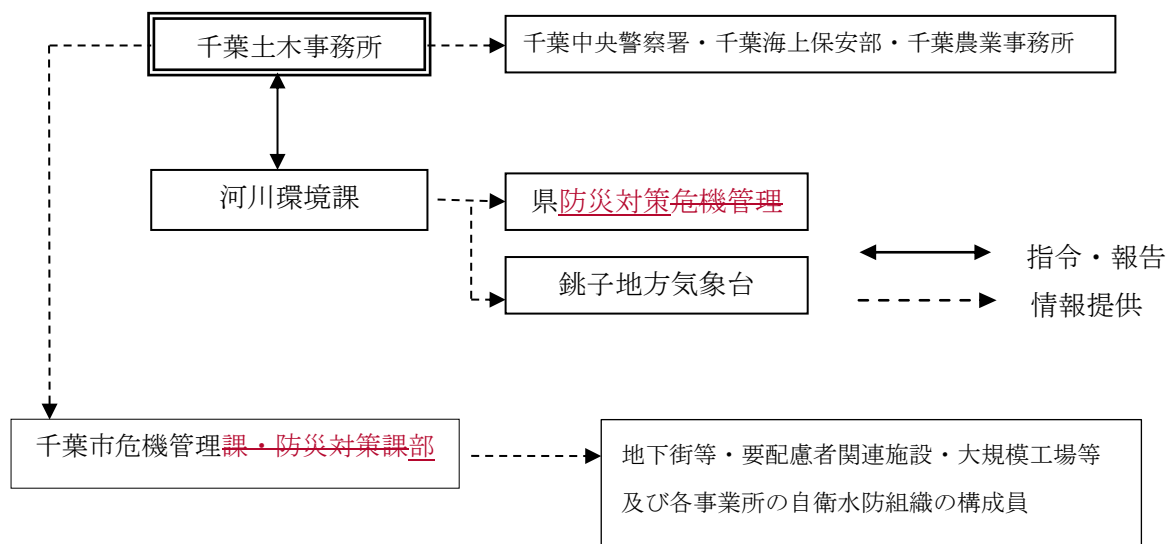 千葉土木事務所
千葉中央警察署・千葉海上保安部・千葉農業事務所
河川環境課
県防災対策危機管理
銚子地方気象台
指令・報告
情報提供
千葉市危機管理課・防災対策課部
地下街等・要配慮者関連施設・大規模工場等
及び各事業所の自衛水防組織の構成員